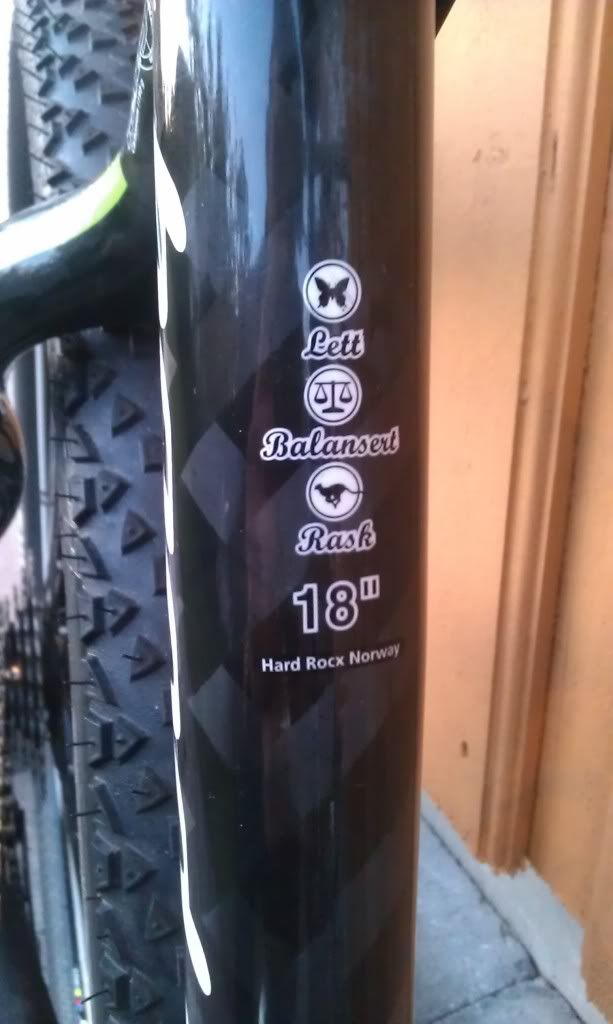 Lett
Balansert
Rask
18"
Hard Rocx Norway